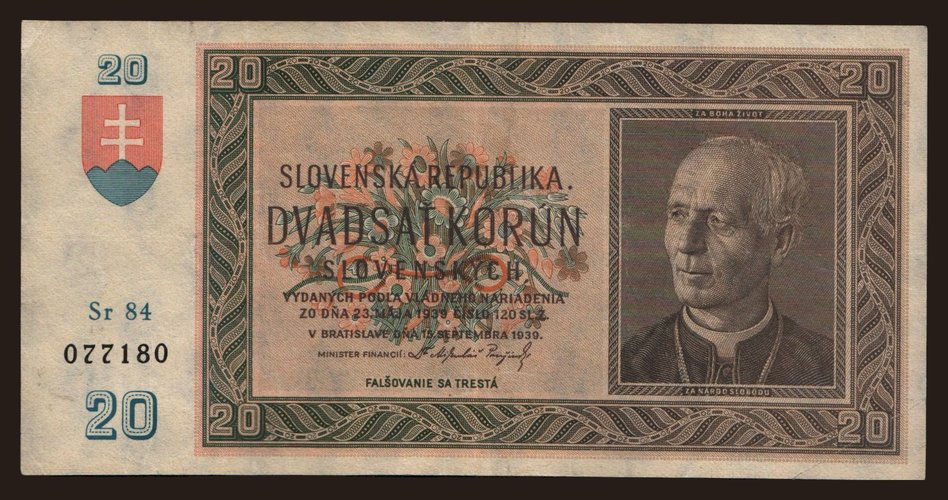 20
Sr 84
077180
20
20
20
SLOVENSKÁ REPUBLIKA.
DVADSAŤ KORÚN
SLOVENSKÝCH
VYDANÝCH PODĽA VLÁDNEHO NARIADENIA
ZO DŇA 23. MÁJA 1939 ČÍSLO 120 SL. Z.
V BRATISLAVE DŇA 15. SEPTEMBRA 1939.
MINISTER FINANCIÍ:
FALŠOVANIE SA TRESTÁ
ZA BOHA ŽIVOT
ZA NÁROD SLOBODU
20
20